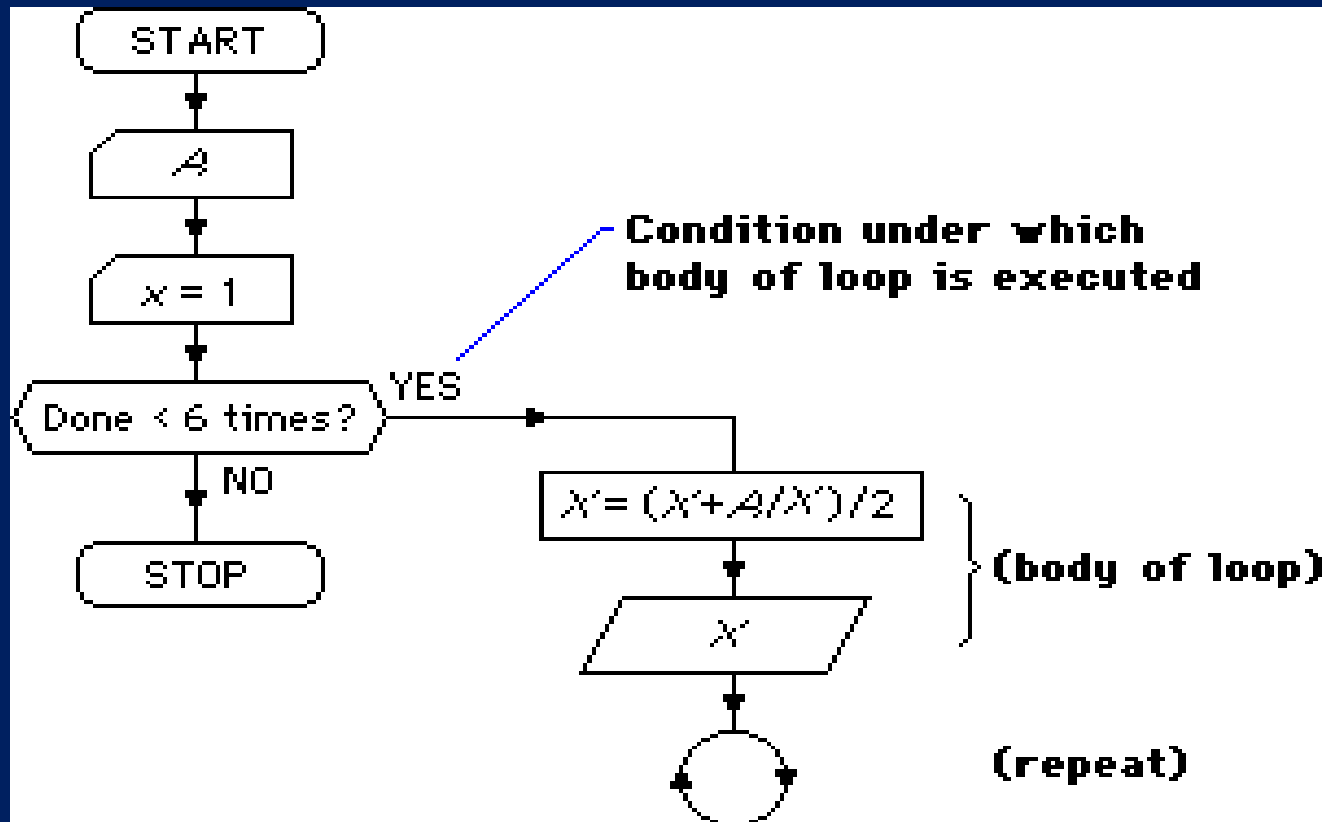 START
A
x = 1
Condition under which
body of loop is executed
YES
Done < 6 times?
NO
X = (X+A/X)/2
STOP
(body of loop)
X
(repeat)